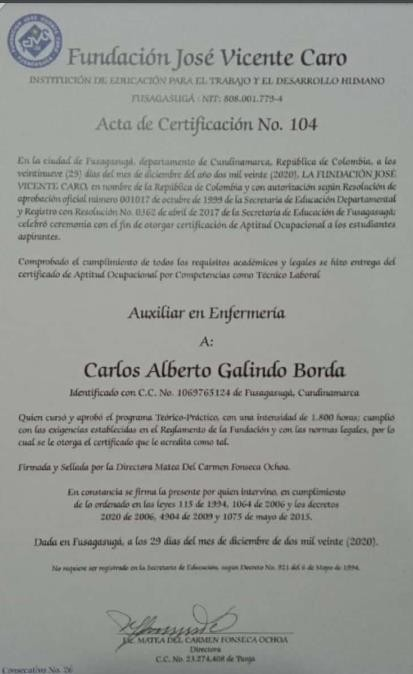 Fundación José Vicente Caro
INSTITUCIÓN DE EDUCACIÓN PARA EL TRABAJO Y EL DESARROLLO HUMANO
FUSAGASUGÁ - NIT: 808.001.779-4
Acta de Certificación No. 104
En la ciudad de Fusagasugá, departamento de Cundinamarca, República de Colombia, a los
veintinueve (29) días del mes de diciembre del año dos mil veinte (2020), LA FUNDACIÓN JOSÉ
VICENTE CARO, en nombre de la República de Colombia y con autorización según Resolución de
aprobación oficial número 001017 de octubre de 1999 de la Secretaría de Educación Departamental
y Registro con Resolución No. 0362 de abril de 2017 de la Secretaría de Educación de Fusagasugá;
celebró ceremonia con el fin de otorgar certificación de Aptitud Ocupacional a los estudiantes
aspirantes.
Comprobado el cumplimiento de todos los requisitos académicos y legales se hizo entrega del
certificado de Aptitud Ocupacional por Competencias como Técnico Laboral
Auxiliar en Enfermería
A:
Carlos Alberto Galindo Borda
Identificado con C.C. No. 1069765124 de Fusagasugá, Cundinamarca
Quien cursó y aprobó el programa Teórico-Práctico, con una intensidad de 1.800 horas; cumplió
con las exigencias establecidas en el Reglamento de la Fundación y con las normas legales, por lo
cual se le otorga el certificado que le acredita como tal.
Firmada y Sellada por la Directora Matea Del Carmen Fonseca Ochoa.
En constancia se firma la presente por quien intervino, en cumplimiento
de lo ordenado en las leyes 115 de 1994, 1064 de 2006 y los decretos
2020 de 2006, 4904 de 2009 y 1075 de mayo de 2015.
Dada en Fusagasugá, a los 29 días del mes de diciembre de dos mil veinte (2020).
No requiere ser registrado en la Secretaría de Educación, según Decreto No. 921 del 6 de Mayo de 1994.
LIC. MATEA DEL CARMEN FONSECA OCHOA
Directora
C.C. No. 23.274.408 de Tunja
Consecutivo No. 26